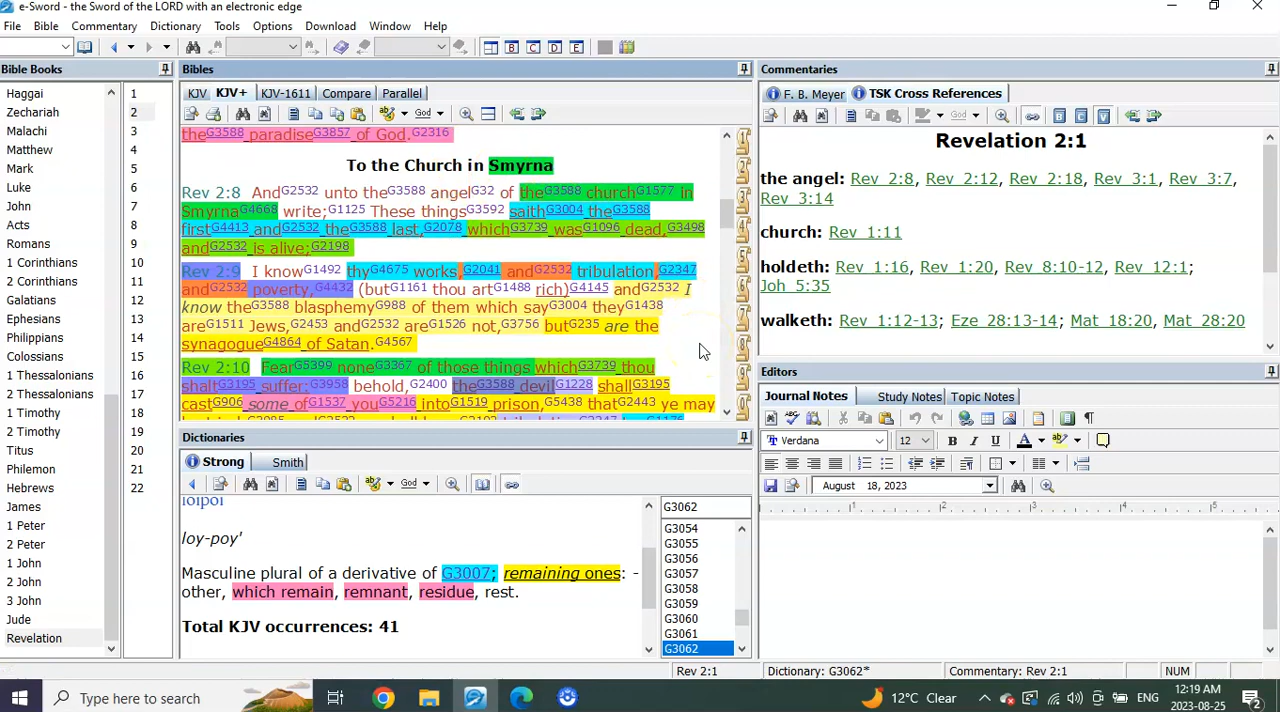 e-Sword - the Sword of the LORD with an electronic edge
File Bible Commentary Dictionary Tools Options Download Window Help
B C D E
Bible Books
Haggai
Zechariah
Malachi
Matthew
Mark
Luke
John
Acts
Romans
1 Corinthians
2 Corinthians
Galatians
Ephesians
Philippians
Colossians
1 Thessalonians
2 Thessalonians
1 Timothy
2 Timothy
Titus
Philemon
Hebrews
James
1 Peter
2 Peter
1 John
2 John
3 John
Jude
Revelation
1
2
3
4
5
6
7
8
9
10
11
12
13
14
15
16
17
18
19
20
21
22
Bibles
KJV KJV+ KJV-1611 Compare Parallel
God
the G3588 paradise G3857 of God. G2316
To the Church in Smyrna
Rev 2:8 And G2532 unto the G3588 angel G32 of the G3588 church G1577 in
Smyrna G4668 write; G1125 These things G3592 saith G3004 the G3588
first G4413 and G2532 the G3588 last, G2078 which G3739 was G1096 dead, G3498
and G2532 is alive; G2198
Rev 2:9 I know G1492 thy G4675 works, G2041 and G2532 tribulation, G2347
and G2532 poverty, G4432 (but G1161 thou art G1488 rich) G4145 and G2532 I
know the G3588 blasphemy G988 of them which say G3004 they G1438
are G1511 Jews, G2453 and G2532 are G1526 not, G3756 but G235 are the
synagogue G4864 of Satan. G4567
Rev 2:10 Fear G5399 none G3367 of those things which G3739 thou
shalt G3195 suffer: G3958 behold, G2400 the G3588 devil G1228 shall G3195
cast G906 some of G1537 you G5216 into G1519 prison, G5438 that G2443 ye may
Dictionaries
Strong Smith
God
loipoi
loy-poy'
Masculine plural of a derivative of G3007; remaining ones: -
other, which remain, remnant, residue, rest.
Total KJV occurrences: 41
G3062
G3054
G3055
G3056
G3057
G3058
G3059
G3060
G3061
G3062
Commentaries
F. B. Meyer TSK Cross References
God B C V
Revelation 2:1
the angel: Rev 2:8, Rev 2:12, Rev 2:18, Rev 3:1, Rev 3:7,
Rev 3:14
church: Rev 1:11
holdeth: Rev 1:16, Rev 1:20, Rev 8:10-12, Rev 12:1;
Joh 5:35
walketh: Rev 1:12-13; Eze 28:13-14; Mat 18:20, Mat 28:20
Editors
Journal Notes Study Notes Topic Notes
Verdana 12 B I U A
August 18, 2023
1 2 3 4 5
Rev 2:1 Dictionary: G3062* Commentary: Rev 2:1 NUM
Type here to search
12°C Clear ENG
12:19 AM
2023-08-25
2